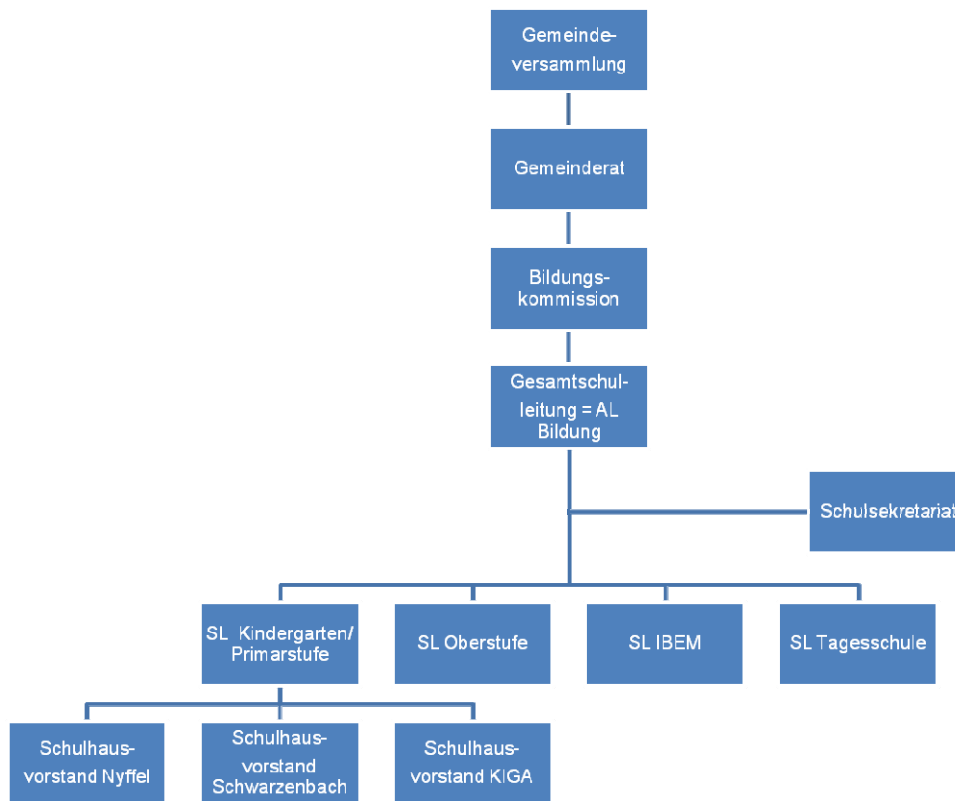 Gemeinde-
versammlung
Gemeinderat
Bildungs-
kommission
Gesamtschul-
leitung = AL
Bildung
Schulsekretariat
SL Kindergarten/
Primarstufe
SL Oberstufe
SL IBEM
SL Tagesschule
Schulhaus-
vorstand Nyffel
Schulhaus-
vorstand
Schwarzenbach
Schulhaus-
vorstand KIGA